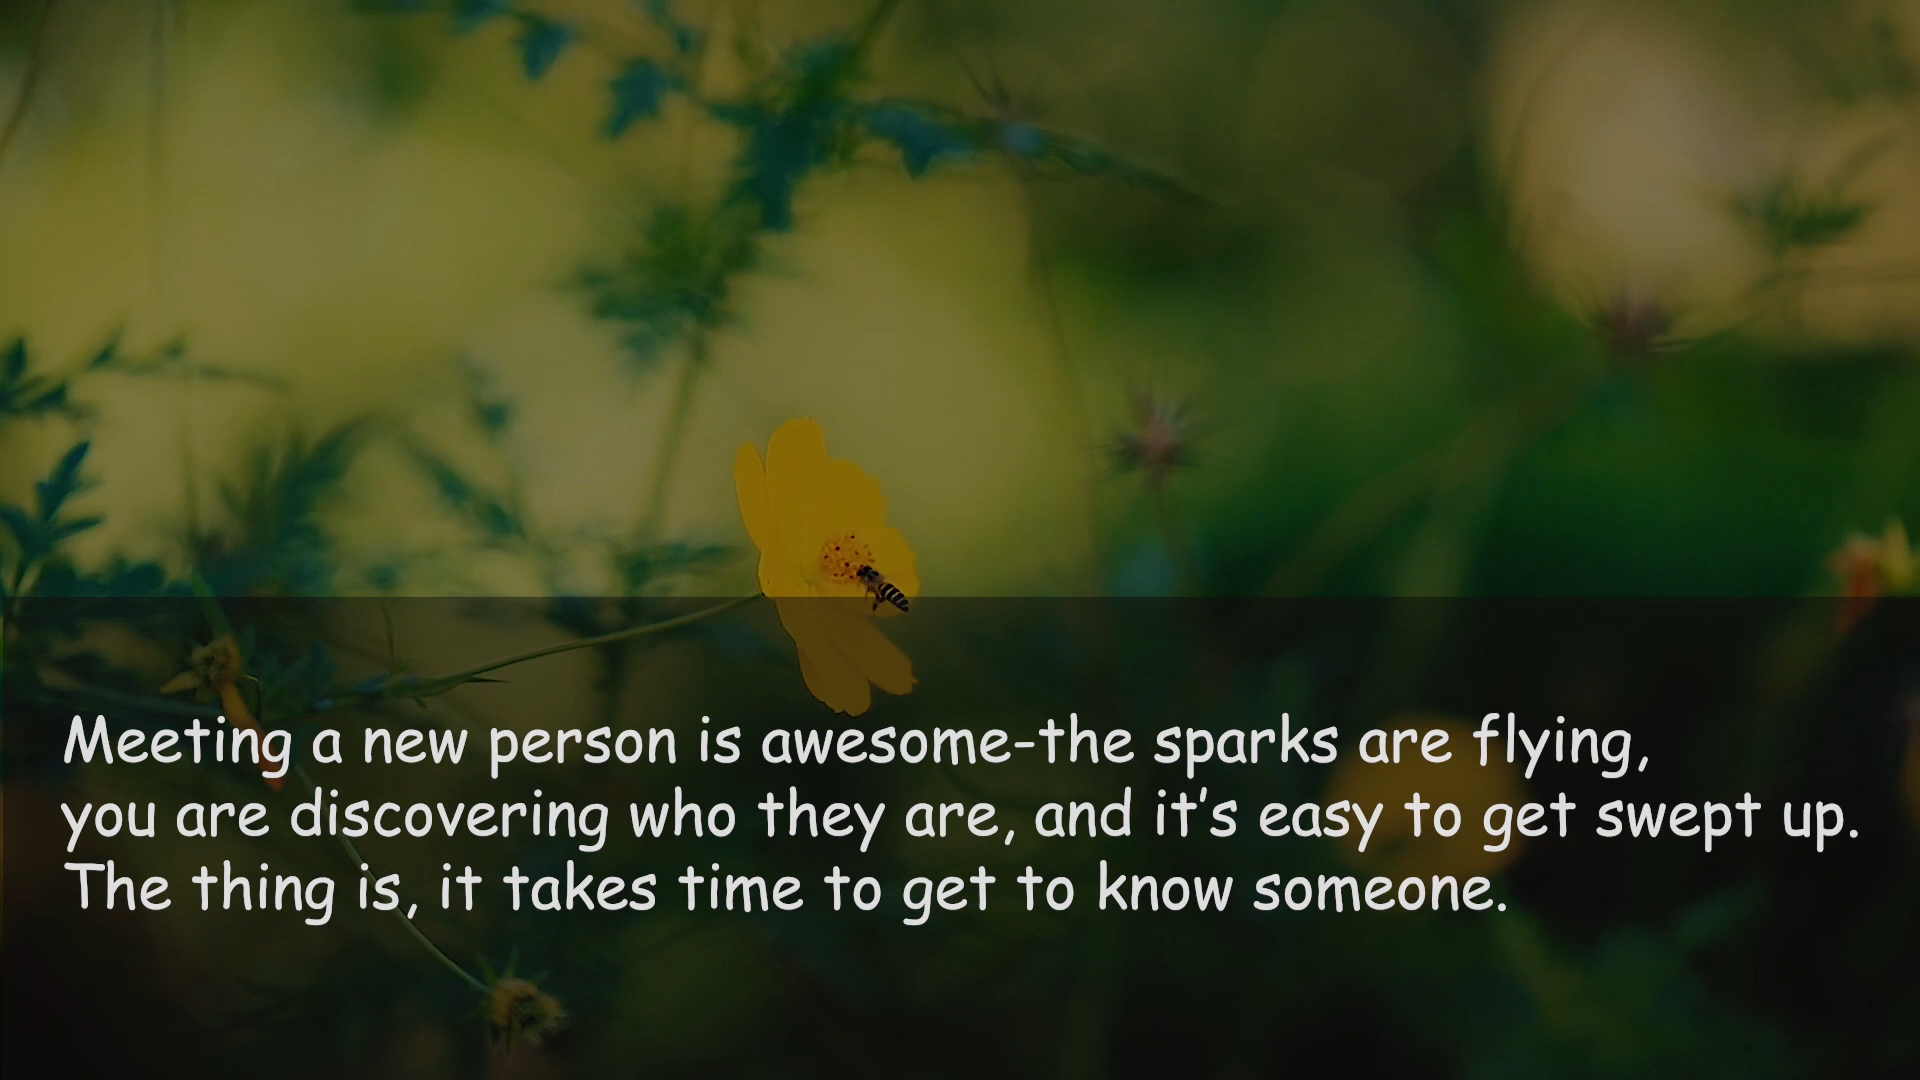 Meeting a new person is awesome-the sparks are flying,
you are discovering who they are, and it’s easy to get swept up.
The thing is, it takes time to get to know someone.